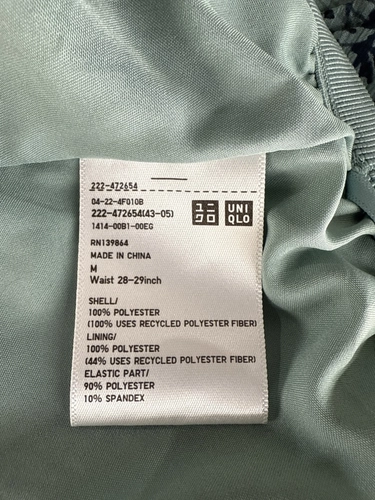 222-472654
04-22-4F010B
222-472654(43-05)
1414-00B1-00EG
ユニクロ
UNIQLO
RN139864
MADE IN CHINA
M
Waist 28-29inch
SHELL/
100% POLYESTER
(100% USES RECYCLED POLYESTER FIBER)
LINING/
100% POLYESTER
(44% USES RECYCLED POLYESTER FIBER)
ELASTIC PART/
90% POLYESTER
10% SPANDEX